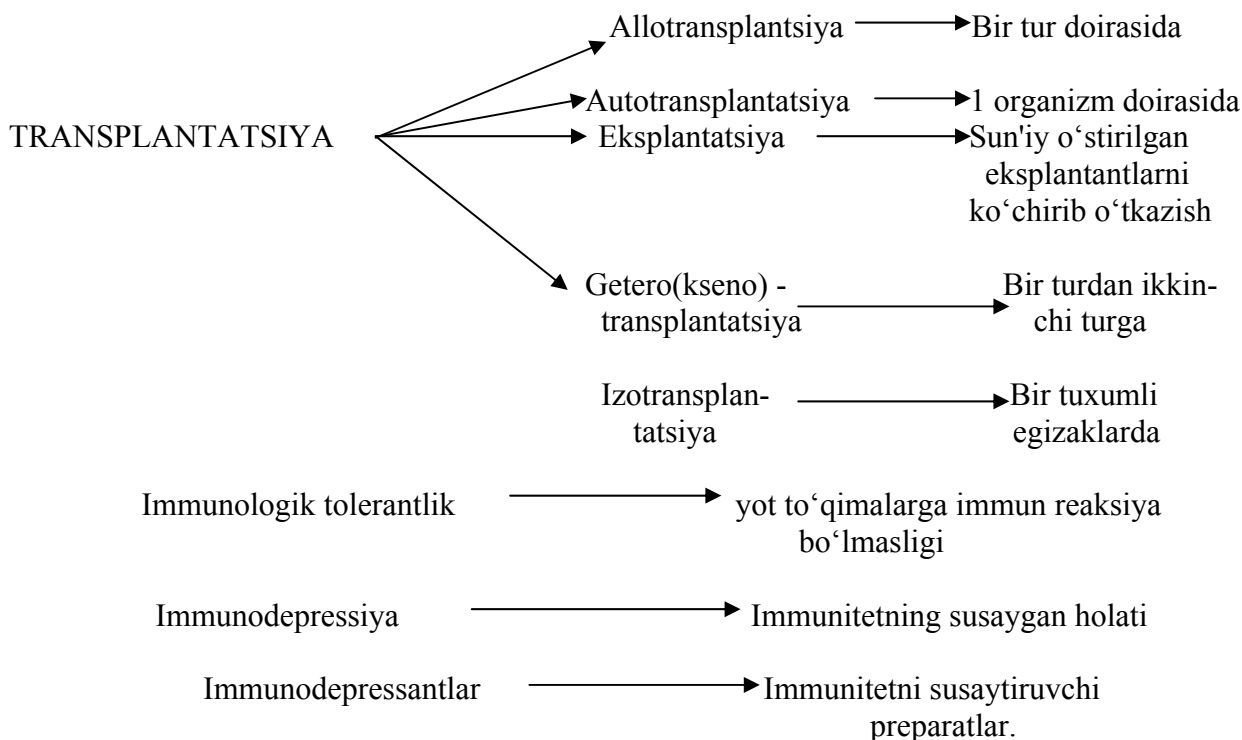 Allotransplantsiya Bir tur doirasida
Autotransplantatsiya 1 organizm doirasida
TRANSPLANTATSIYA Eksplantatsiya Sun'iy o‘stirilgan
eksplantantlarni
ko‘chirib o‘tkazish
Getero(kseno) - Bir turdan ikkin-
transplantatsiya chi turga
Izotransplan- Bir tuxumli
tatsiya egizaklarda
Immunologik tolerantlik yot to‘qimalarga immun reaksiya
bo‘lmasligi
Immunodepressiya Immunitetning susaygan holati
Immunodepressantlar Immunitetni susaytiruvchi
preparatlar.